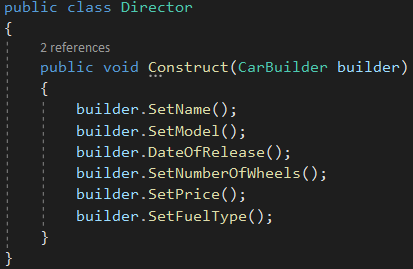 public class Director
{
2 references
public void Construct(CarBuilder builder)
{
builder.SetName();
builder.SetModel();
builder.DateOfRelease();
builder.SetNumberOfWheels();
builder.SetPrice();
builder.SetFuelType();
}
}